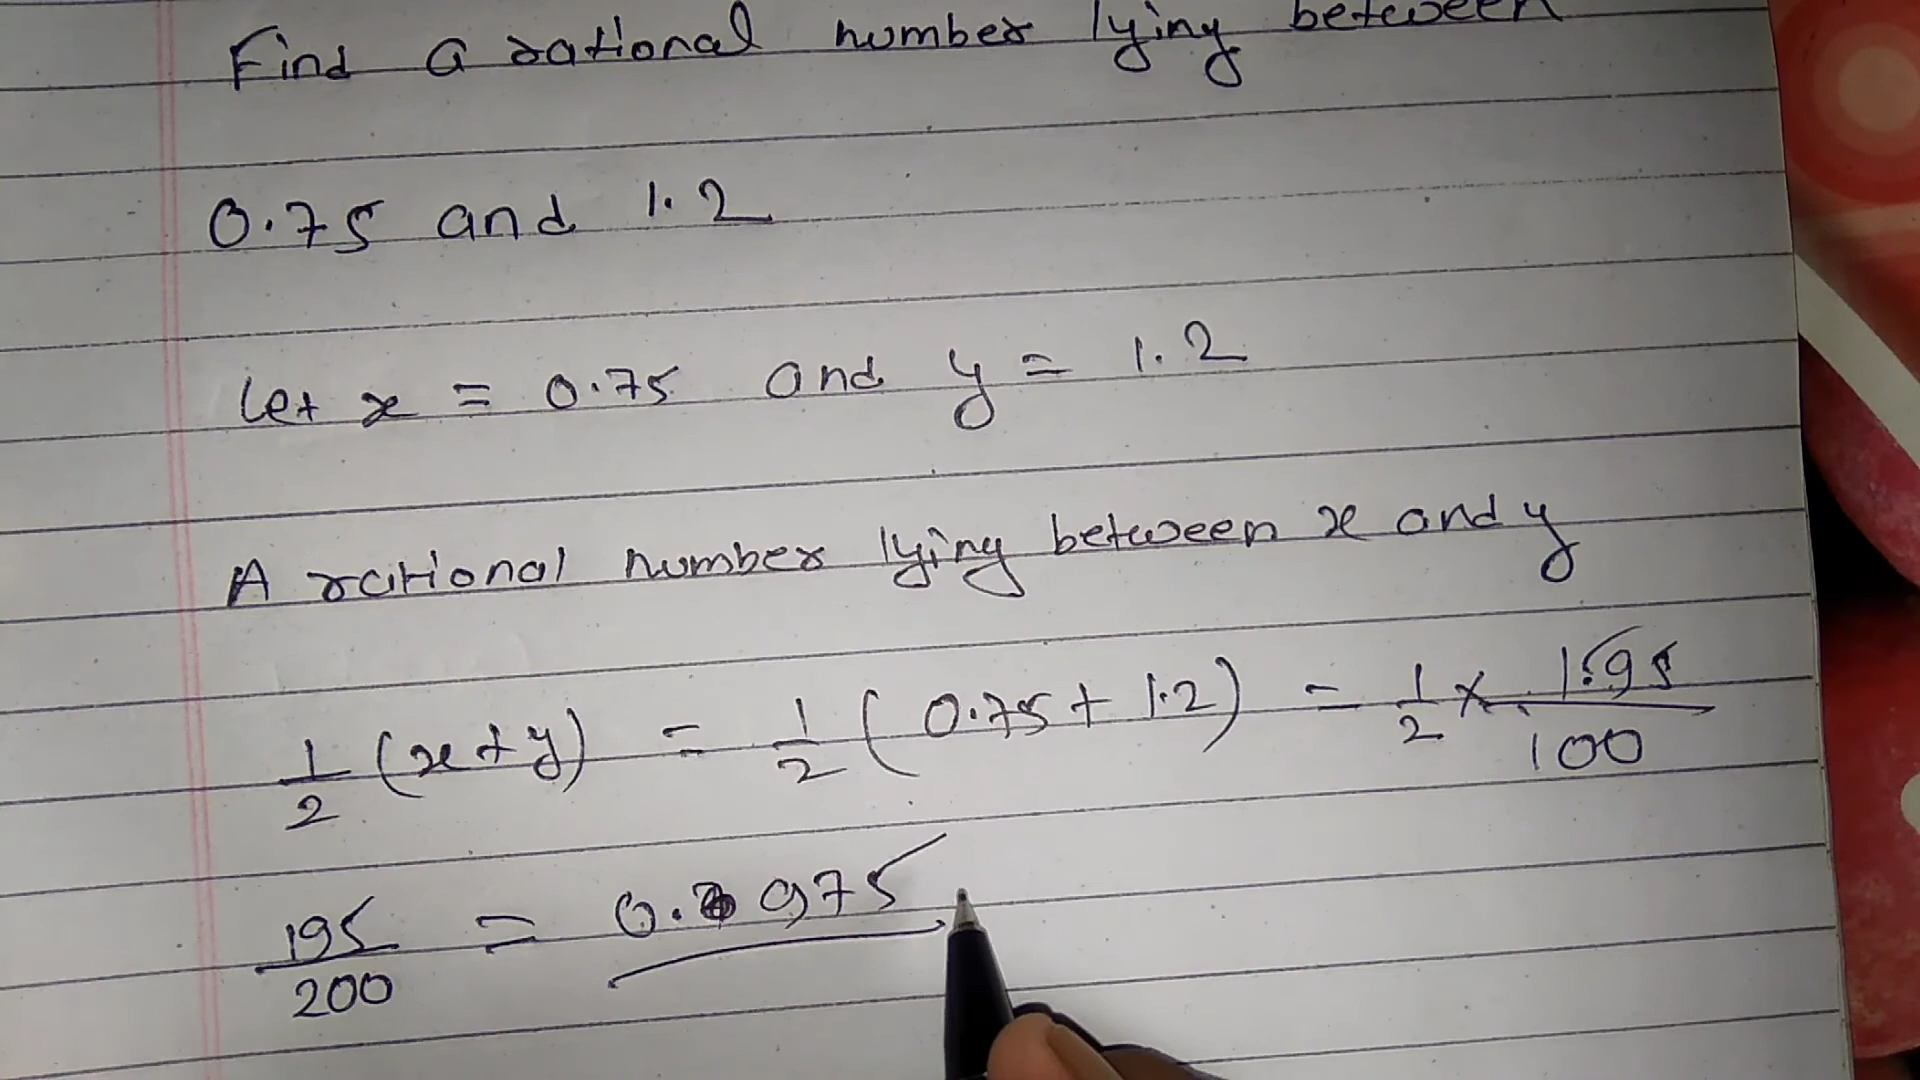 Find a rational number lying between
0.75 and 1.2
Let x = 0.75 and y = 1.2
A rational number lying between x and y
1/2 (x+y) = 1/2 (0.75 + 1.2) = 1/2 × 1.95/100
195/200 = 0.975